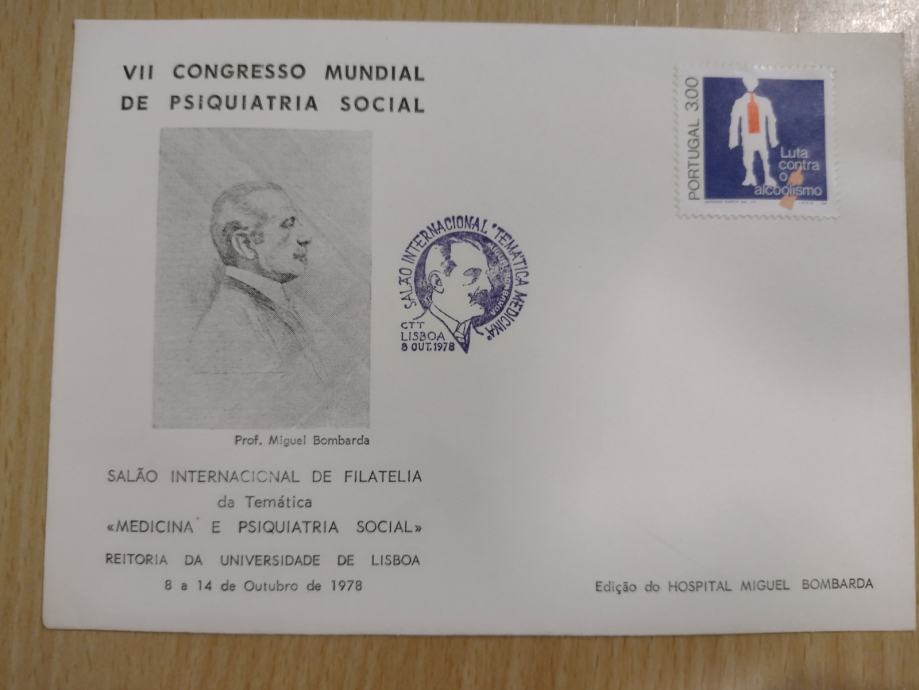 VII CONGRESSO MUNDIAL
DE PSIQUIATRIA SOCIAL
PORTUGAL 3.00
Luta
contra
o
alcoolismo
SALÃO INTERNACIONAL "TEMÁTICA MEDICINA"
CTT
LISBOA
8 OUT.1978
Prof. Miguel Bombarda
SALÃO INTERNACIONAL DE FILATELIA
da Temática
«MEDICINA E PSIQUIATRIA SOCIAL»
REITORIA DA UNIVERSIDADE DE LISBOA
8 a 14 de Outubro de 1978
Edição do HOSPITAL MIGUEL BOMBARDA